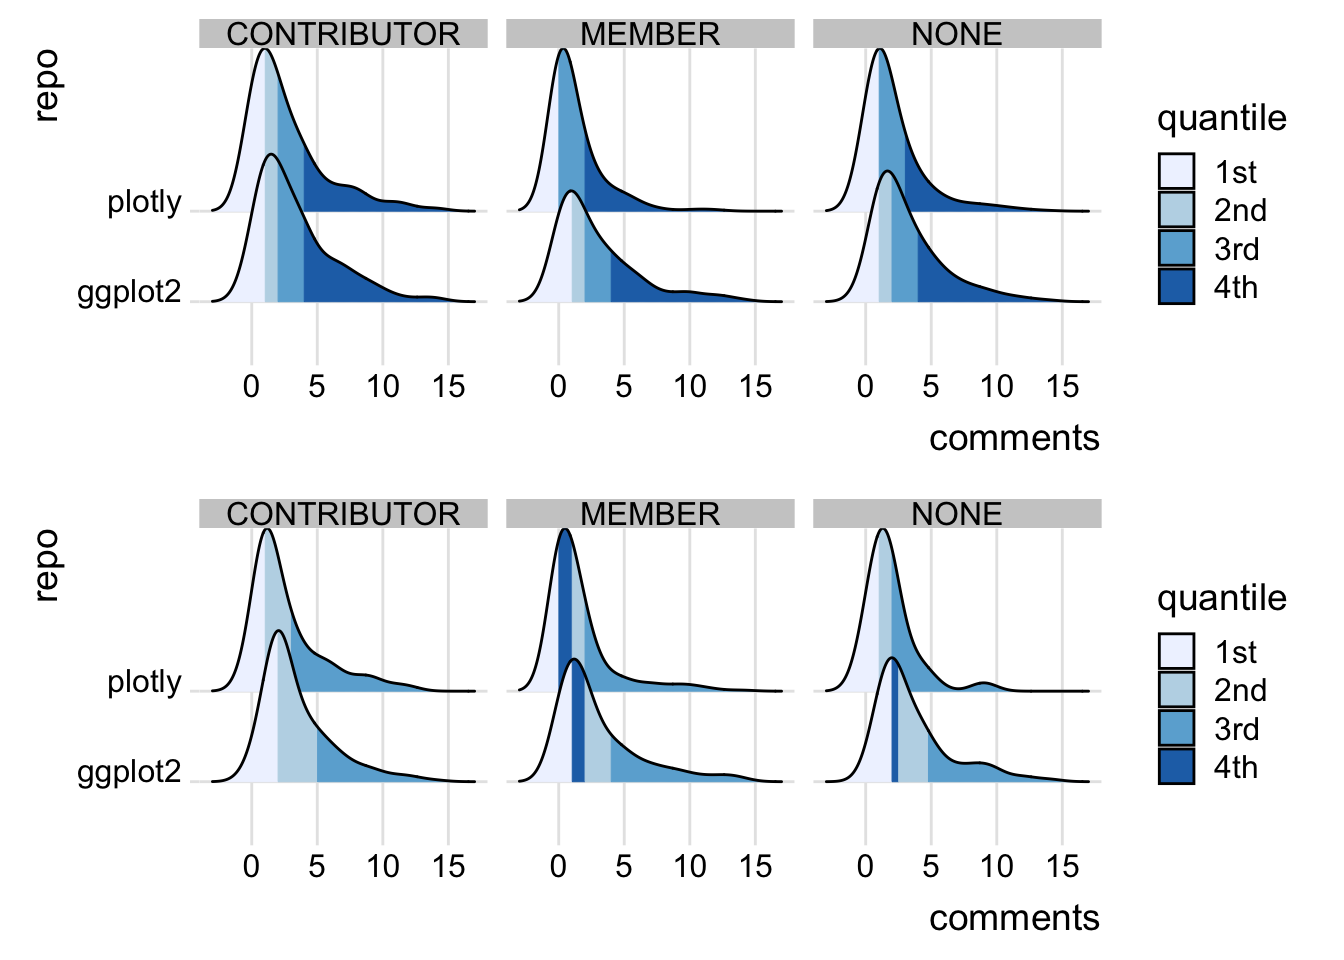 CONTRIBUTOR MEMBER NONE
repo
plotly
ggplot2
0 5 10 15 0 5 10 15 0 5 10 15
comments
quantile
1st
2nd
3rd
4th
CONTRIBUTOR MEMBER NONE
repo
plotly
ggplot2
0 5 10 15 0 5 10 15 0 5 10 15
comments
quantile
1st
2nd
3rd
4th